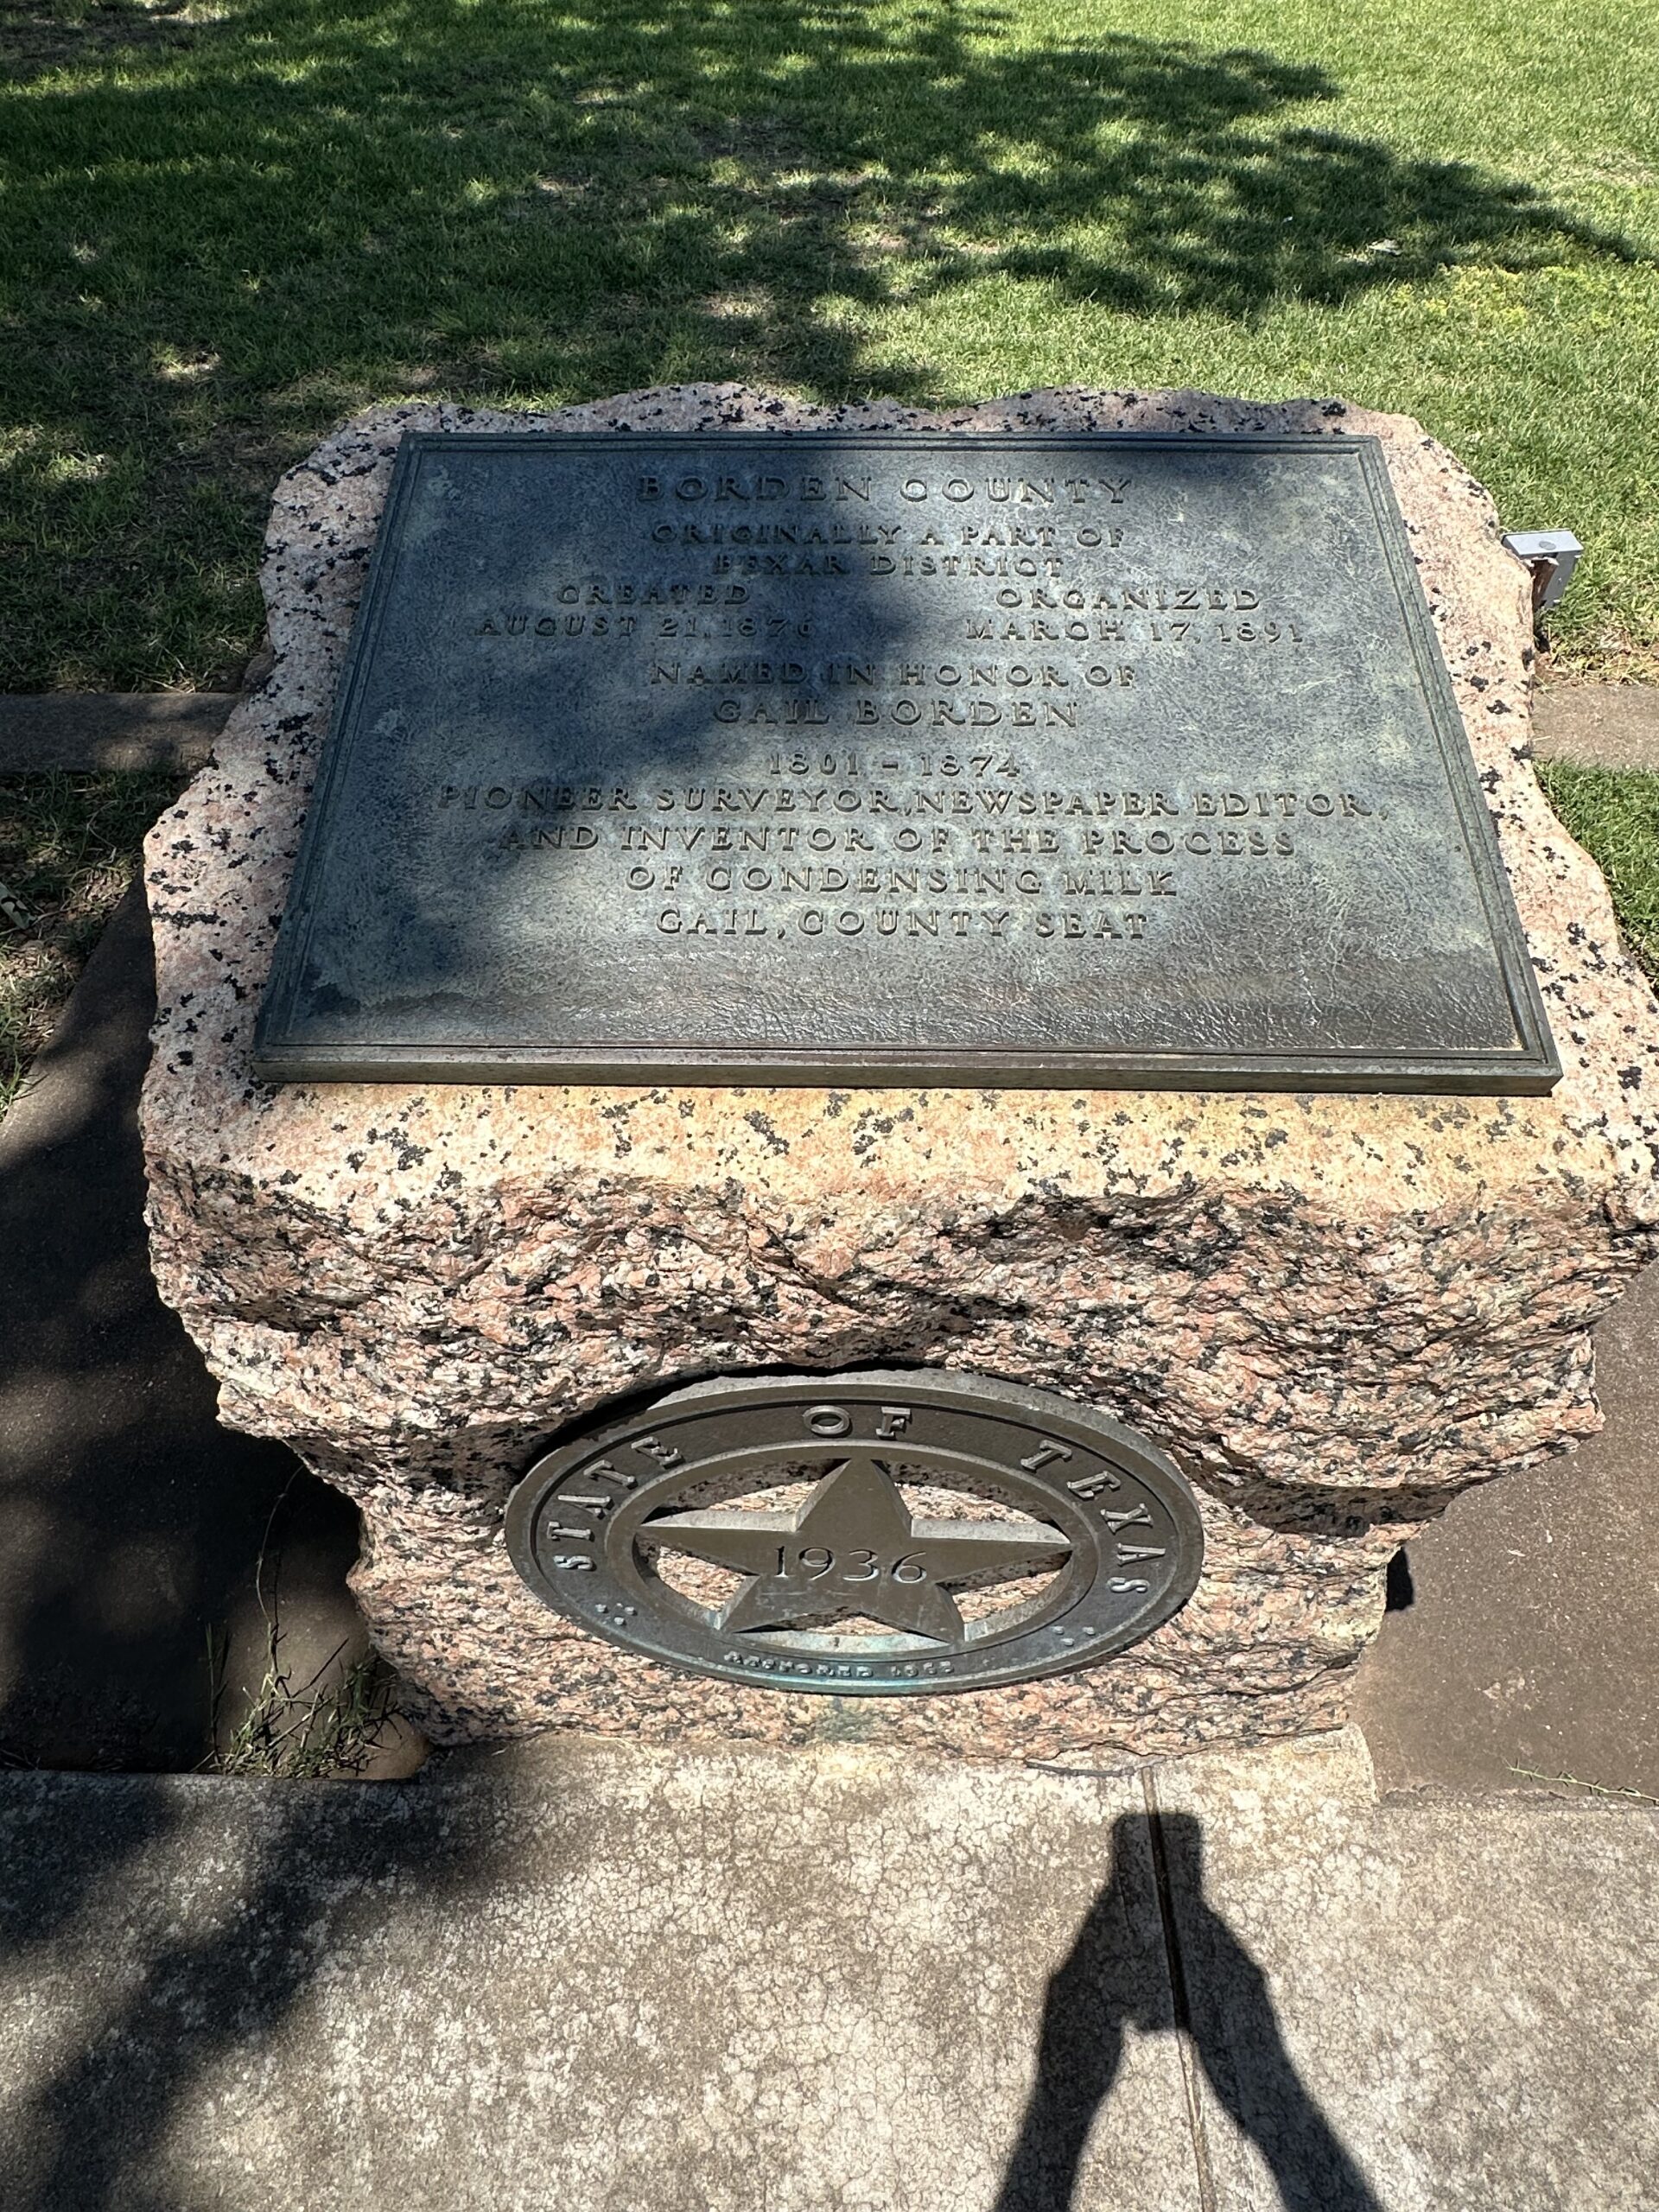 BORDEN COUNTY
ORIGINALLY A PART OF
BEXAR DISTRICT
CREATED ORGANIZED
AUGUST 21, 1876 MARCH 17, 1891
NAMED IN HONOR OF
GAIL BORDEN
1801 - 1874
PIONEER SURVEYOR, NEWSPAPER EDITOR,
AND INVENTOR OF THE PROCESS
OF CONDENSING MILK
GAIL, COUNTY SEAT
STATE OF TEXAS
1936
RESTORED